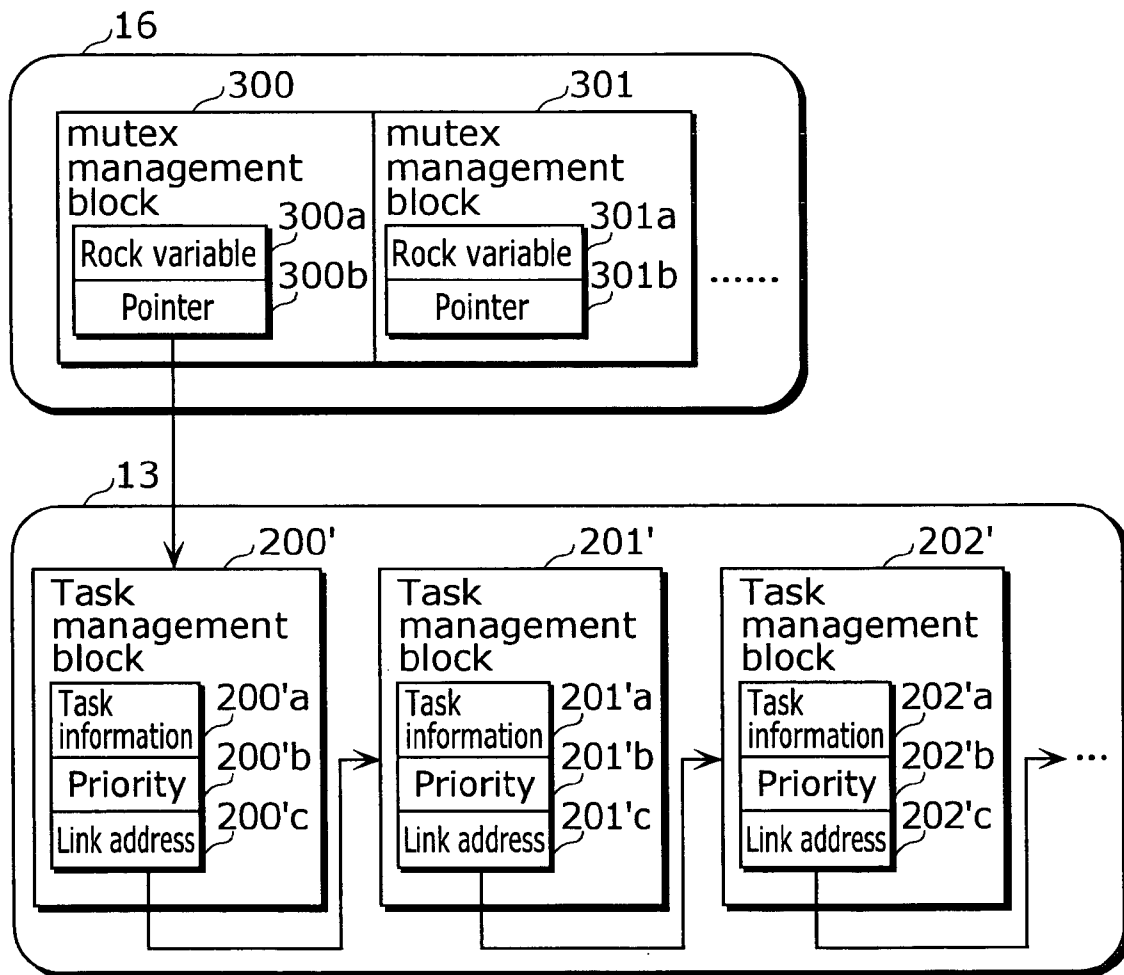 16
300
301
mutex
management
block
mutex
management
block
300a
301a
Rock variable
Rock variable
300b
301b
Pointer
Pointer
......
13
200'
201'
202'
Task
management
block
Task
management
block
Task
management
block
Task
information
200'a
Task
information
201'a
Task
information
202'a
Priority
200'b
Priority
201'b
Priority
202'b
...
Link address
200'c
Link address
201'c
Link address
202'c